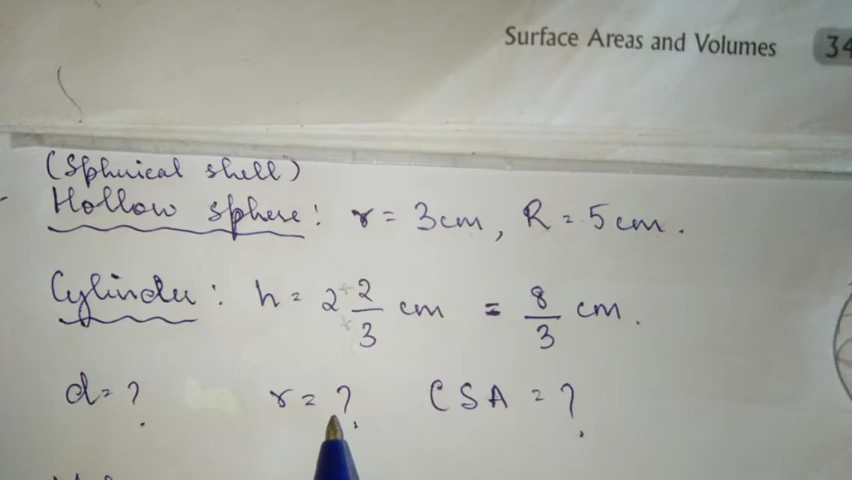 Surface Areas and Volumes 34
(Spherical shell)
Hollow sphere: r = 3cm, R = 5cm.
Cylinder: h = 2 2/3 cm = 8/3 cm.
d = ? r = ? CSA = ?